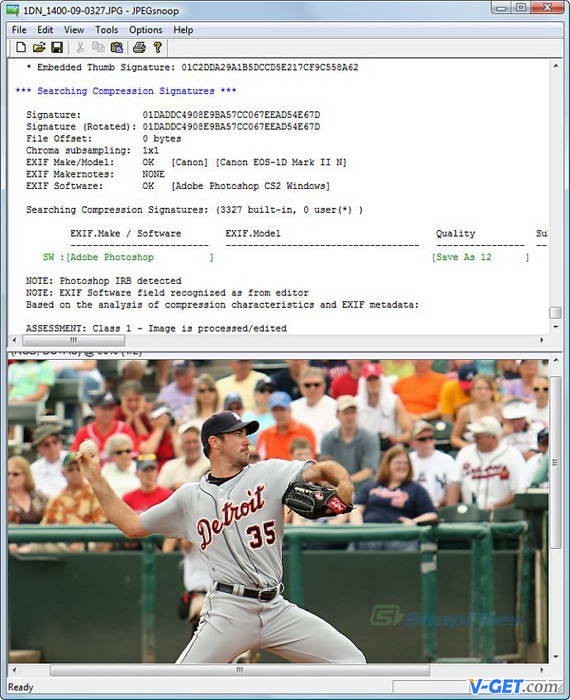 1DN_1400-09-0327.JPG - JPEGsnoop
File Edit View Tools Options Help
* Embedded Thumb Signature: 01C2DDA29A1B5DCCD5E217CF9C558A62
*** Searching Compression Signatures ***
Signature: 01DADDC4908E9BA57CC067EEAD54E67D
Signature (Rotated): 01DADDC4908E9BA57CC067EEAD54E67D
File Offset: 0 bytes
Chroma subsampling: 1x1
EXIF Make/Model: OK [Canon] [Canon EOS-1D Mark II N]
EXIF Makernotes: NONE
EXIF Software: OK [Adobe Photoshop CS2 Windows]
Searching Compression Signatures: (3327 built-in, 0 user(*) )
EXIF.Make / Software EXIF.Model Quality
SW :[Adobe Photoshop ] [Save As 12 ]
NOTE: Photoshop IRB detected
NOTE: EXIF Software field recognized as from editor
Based on the analysis of compression characteristics and EXIF metadata:
ASSESSMENT: Class 1 - Image is processed/edited
Braves
Detroit
35
SnapFiles
Ready
V-GET.com